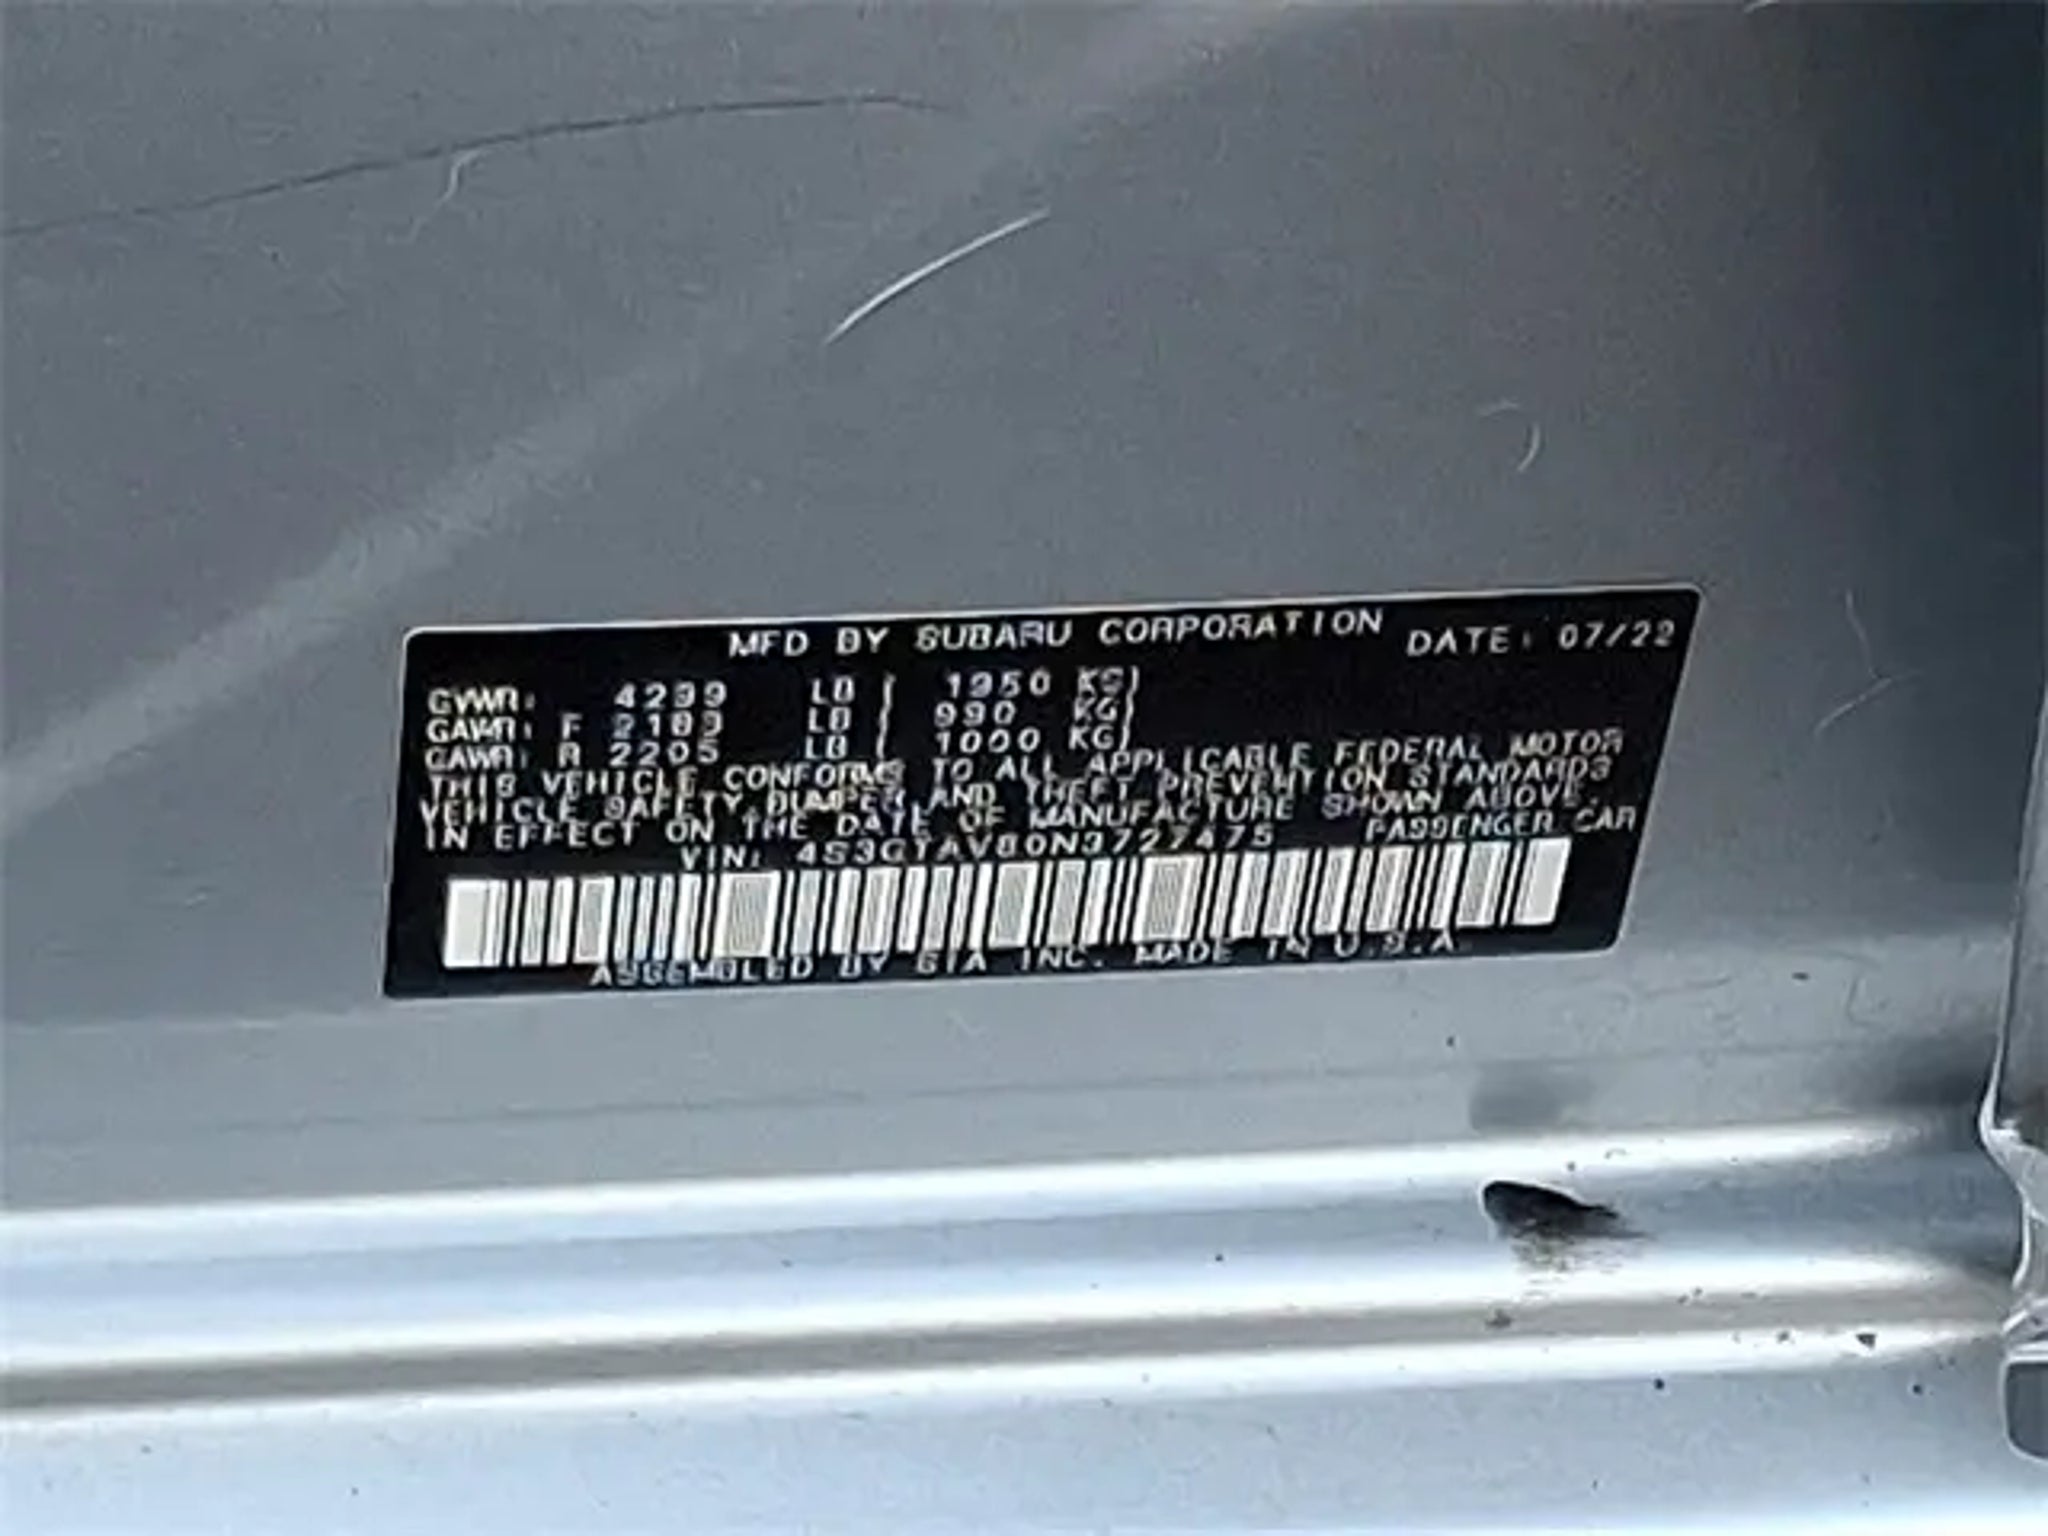 MFD BY SUBARU CORPORATION DATE: 07/22
GVWR: 4299 LB ( 1950 KG)
GAWR: F 2183 LB ( 990 KG)
GAWR: R 2205 LB ( 1000 KG)
THIS VEHICLE CONFORMS TO ALL APPLICABLE FEDERAL MOTOR
VEHICLE SAFETY, BUMPER AND THEFT PREVENTION STANDARDS
IN EFFECT ON THE DATE OF MANUFACTURE SHOWN ABOVE.
VIN: 4S3GTAV60N3727475 PASSENGER CAR
ASSEMBLED BY SIA INC. MADE IN U.S.A.